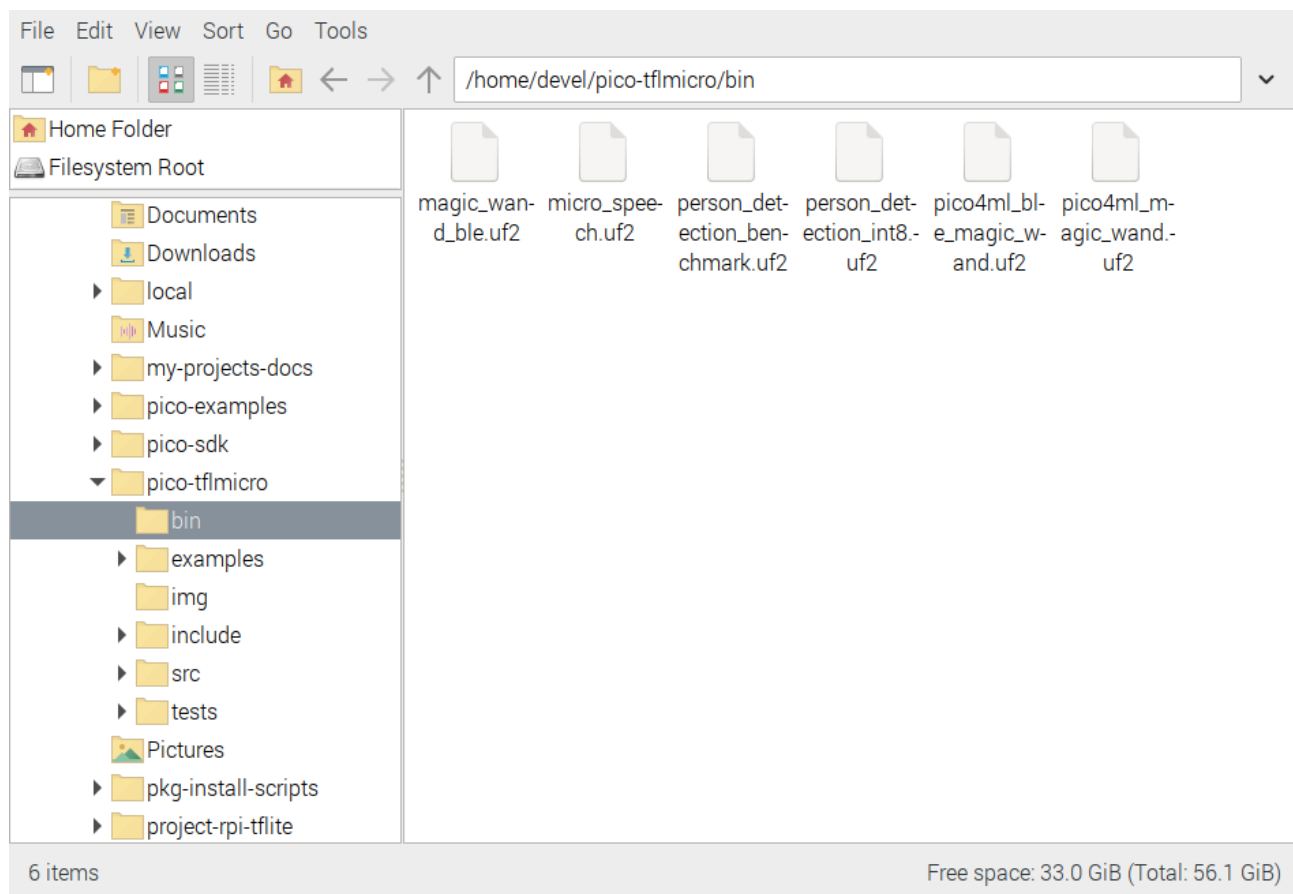 File Edit View Sort Go Tools
/home/devel/pico-tflmicro/bin
Home Folder
Filesystem Root
Documents
Downloads
local
Music
my-projects-docs
pico-examples
pico-sdk
pico-tflmicro
bin
examples
img
include
src
tests
Pictures
pkg-install-scripts
project-rpi-tflite
magic_wan-
d_ble.uf2
micro_spee-
ch.uf2
person_det-
ection_ben-
chmark.uf2
person_det-
ection_int8.-
uf2
pico4ml_bl-
e_magic_w-
and.uf2
pico4ml_m-
agic_wand.-
uf2
6 items
Free space: 33.0 GiB (Total: 56.1 GiB)